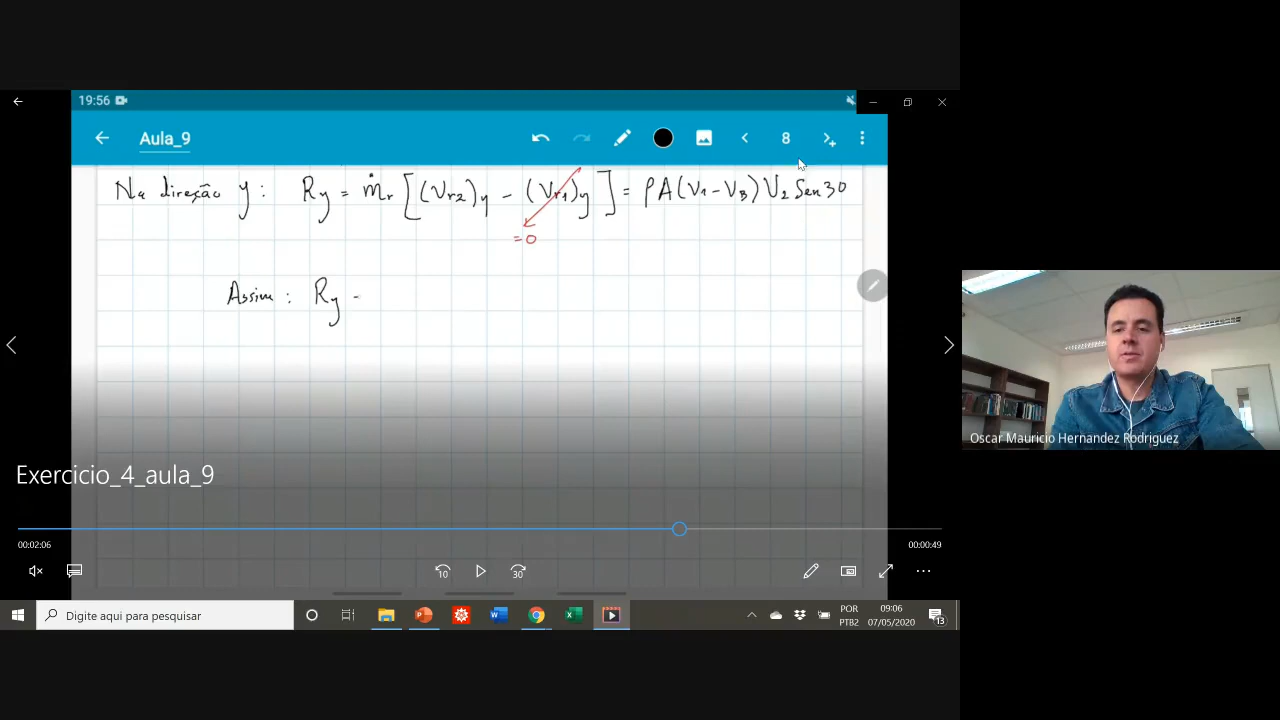 19:56
Aula_9
8
Na direção y : Ry = ṁr [(Vr2)y - (Vr1)y] = ρA(V1 - VB) V2 Sen30
=0
Assim : Ry -
Oscar Mauricio Hernandez Rodriguez
Exercicio_4_aula_9
00:02:06
00:00:49
10
30
Digite aqui para pesquisar
POR
PTB2
09:06
07/05/2020
13